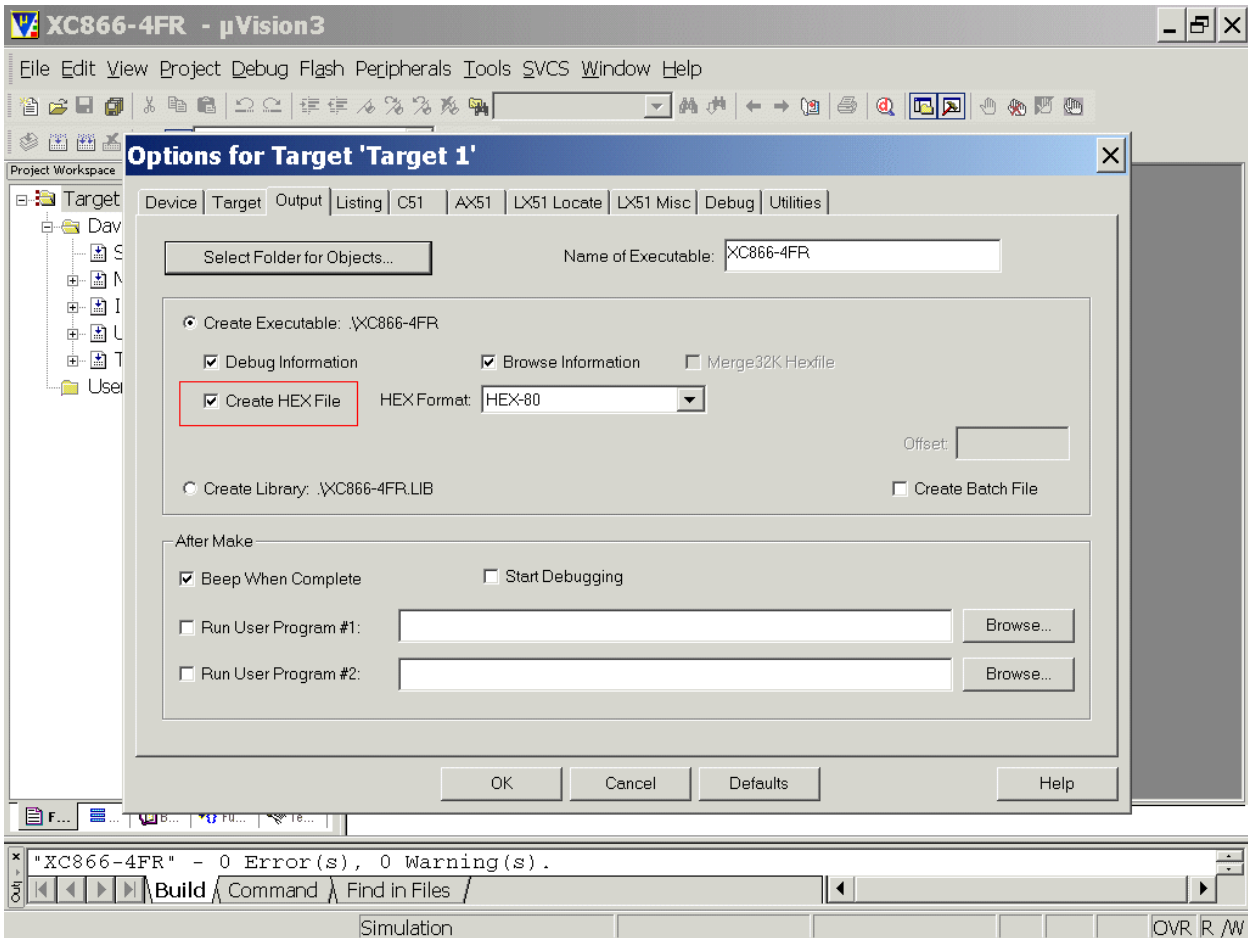 XC866-4FR - µVision3
File Edit View Project Debug Flash Peripherals Tools SVCS Window Help
Project Workspace
Options for Target 'Target 1'
Target
Dav
S
N
I
U
T
User
Device Target Output Listing C51 AX51 LX51 Locate LX51 Misc Debug Utilities
Select Folder for Objects... Name of Executable: XC866-4FR
Create Executable: .\XC866-4FR
Debug Information Browse Information Merge32K Hexfile
Create HEX File HEX Format: HEX-80
Offset:
Create Library: .\XC866-4FR.LIB Create Batch File
After Make
Beep When Complete Start Debugging
Run User Program #1: Browse...
Run User Program #2: Browse...
OK Cancel Defaults Help
F... ... B... Fu... Te...
"XC866-4FR" - 0 Error(s), 0 Warning(s).
Build Command Find in Files
Simulation OVR R /W